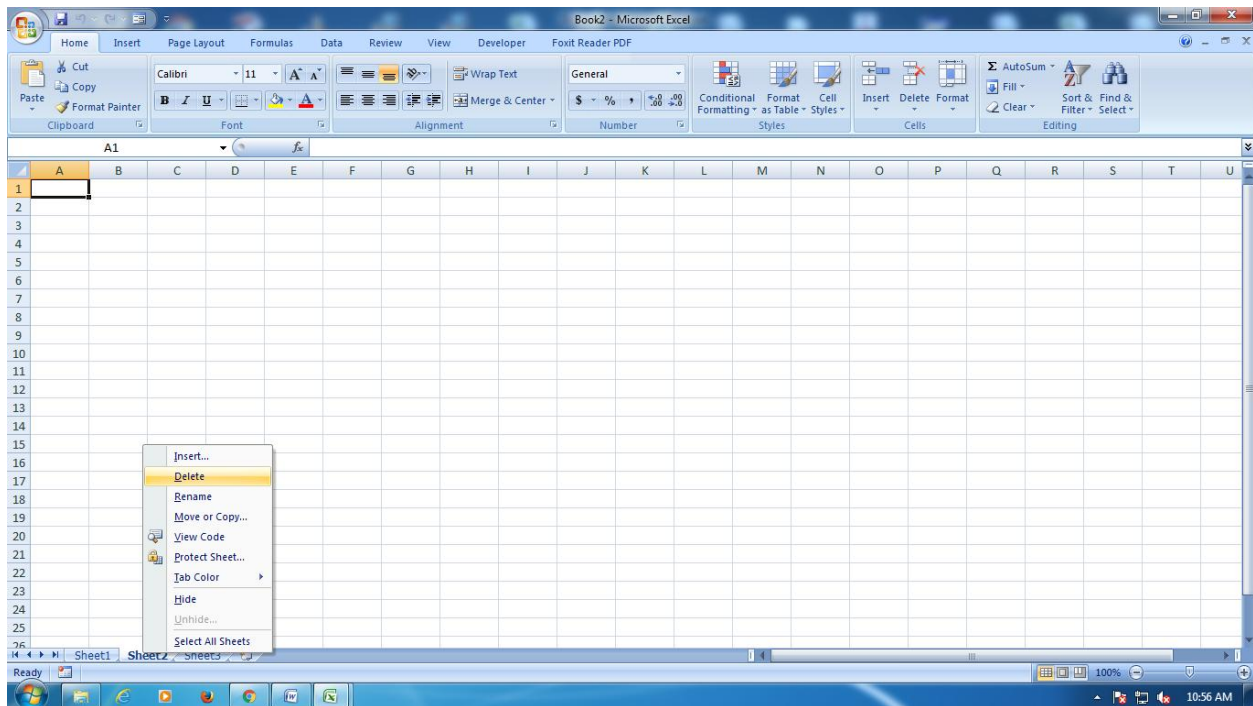 Book2 - Microsoft Excel
Home Insert Page Layout Formulas Data Review View Developer Foxit Reader PDF
Paste
Cut
Copy
Format Painter
Clipboard
Calibri 11
B I U
Font
Wrap Text
Merge & Center
Alignment
General
$ % ,
Number
Conditional Formatting
Format as Table
Cell Styles
Styles
Insert Delete Format
Cells
Σ AutoSum
Fill
Clear
Sort & Filter
Find & Select
Editing
A1 fx
A B C D E F G H I J K L M N O P Q R S T U
1
2
3
4
5
6
7
8
9
10
11
12
13
14
15
16
17
18
19
20
21
22
23
24
25
26
Insert...
Delete
Rename
Move or Copy...
View Code
Protect Sheet...
Tab Color
Hide
Unhide...
Select All Sheets
Sheet1 Sheet2 Sheet3
Ready 100%
10:56 AM